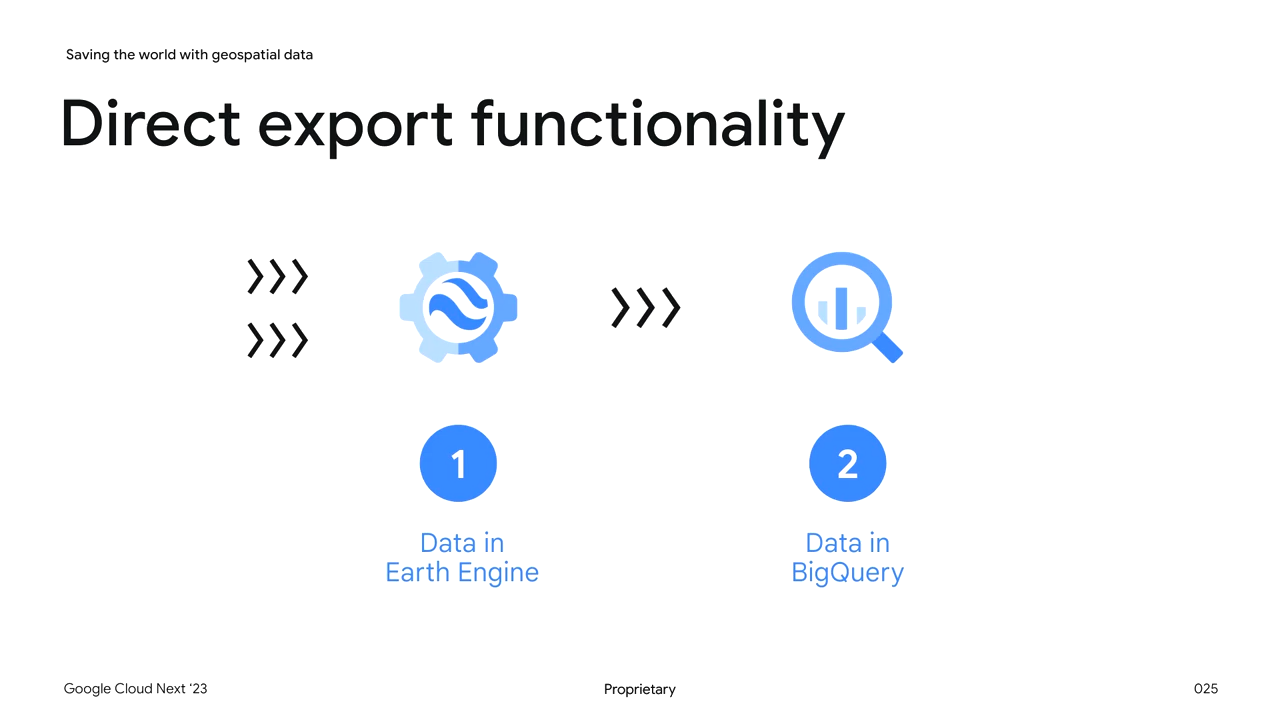 Saving the world with geospatial data
Direct export functionality
1
2
Data in
Earth Engine
Data in
BigQuery
Google Cloud Next ‘23
Proprietary
025